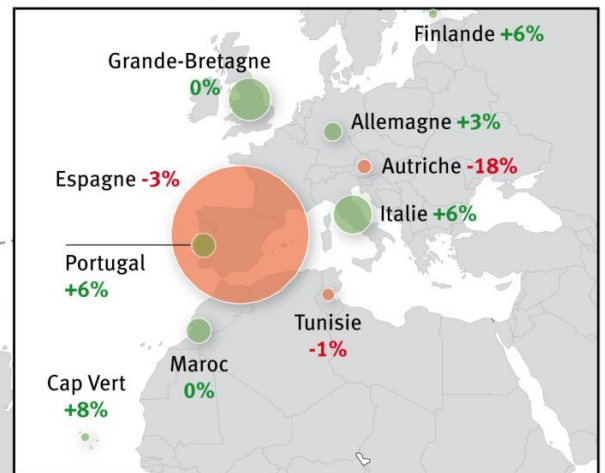 Finlande +6%
Grande-Bretagne
0%
Allemagne +3%
Autriche -18%
Espagne -3%
Italie +6%
Portugal
+6%
Tunisie
-1%
Maroc
0%
Cap Vert
+8%